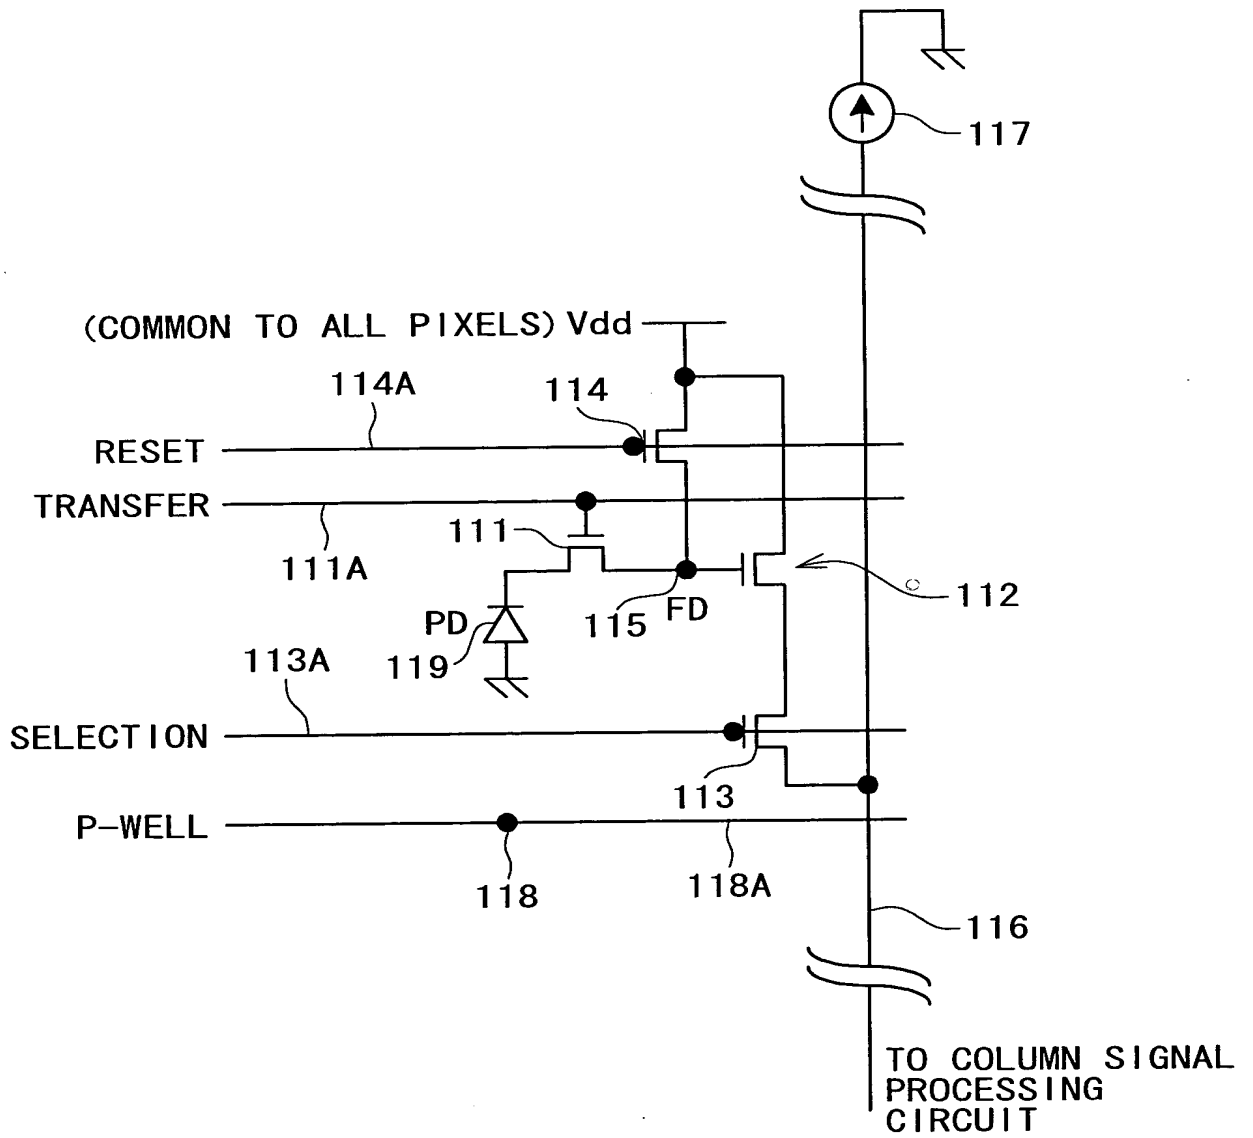 117
(COMMON TO ALL PIXELS) Vdd
114A
114
RESET
TRANSFER
111
111A
112
115
FD
PD
119
113A
SELECTION
113
P-WELL
118
118A
116
TO COLUMN SIGNAL
PROCESSING
CIRCUIT